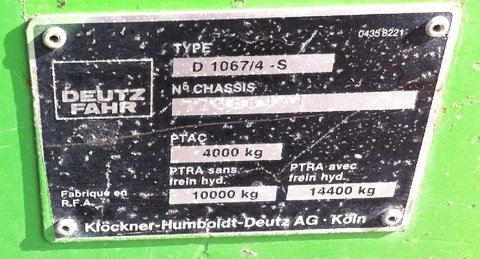 0435 8221
TYPE
D 1067/4 -S
DEUTZ
FAHR
Nº CHASSIS
PTAC
4000 kg
PTRA sans
frein hyd.
10000 kg
PTRA avec
frein hyd.
14400 kg
Fabriqué en
R.F.A.
Klöckner-Humboldt-Deutz AG · Köln